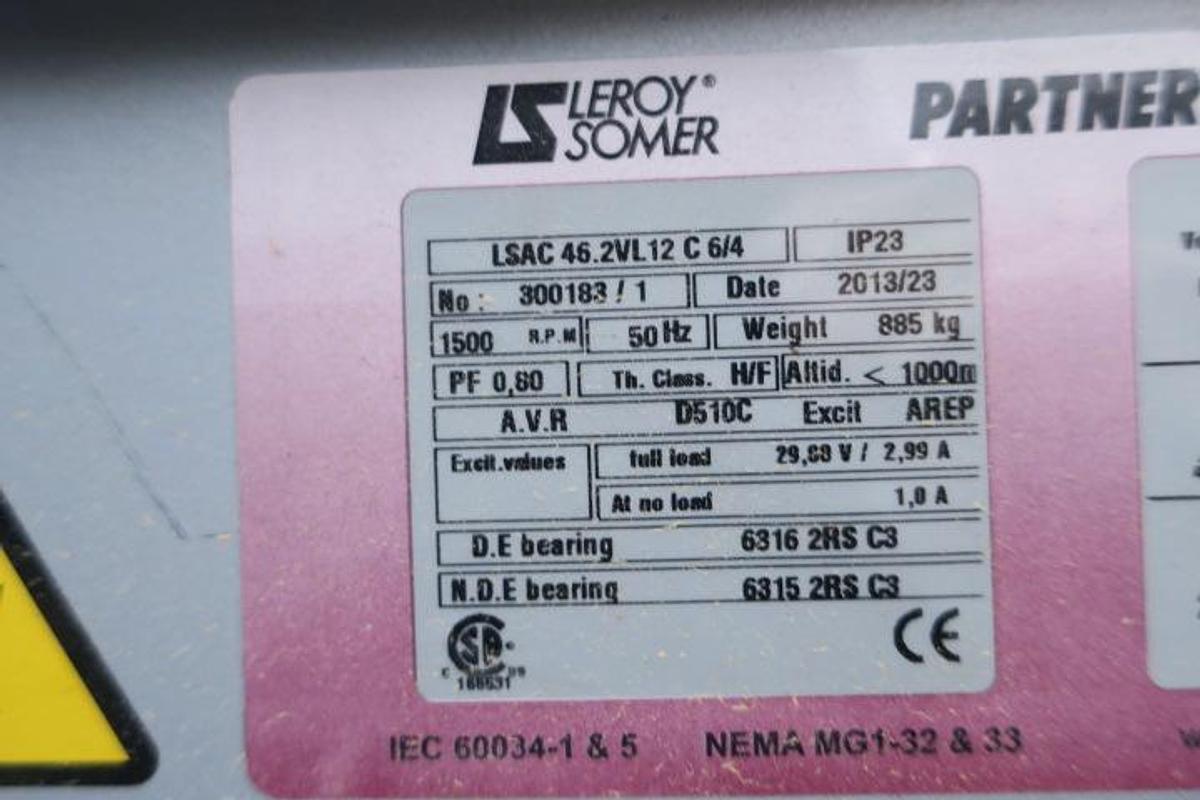 LEROY®
SOMER
PARTNER
LSAC 46.2VL12 C 6/4 IP23
No : 300183 / 1 Date 2013/23
1500 R.P.M 50 Hz Weight 885 kg
PF 0,80 Th. Class. H/F Altid. < 1000m
A.V.R D510C Excit AREP
Excit.values full load V / 2,99 A
At no load 1,0 A
D.E bearing 6316 2RS C3
N.D.E bearing 6315 2RS C3
CE
IEC 60034-1 & 5 NEMA MG1-32 & 33